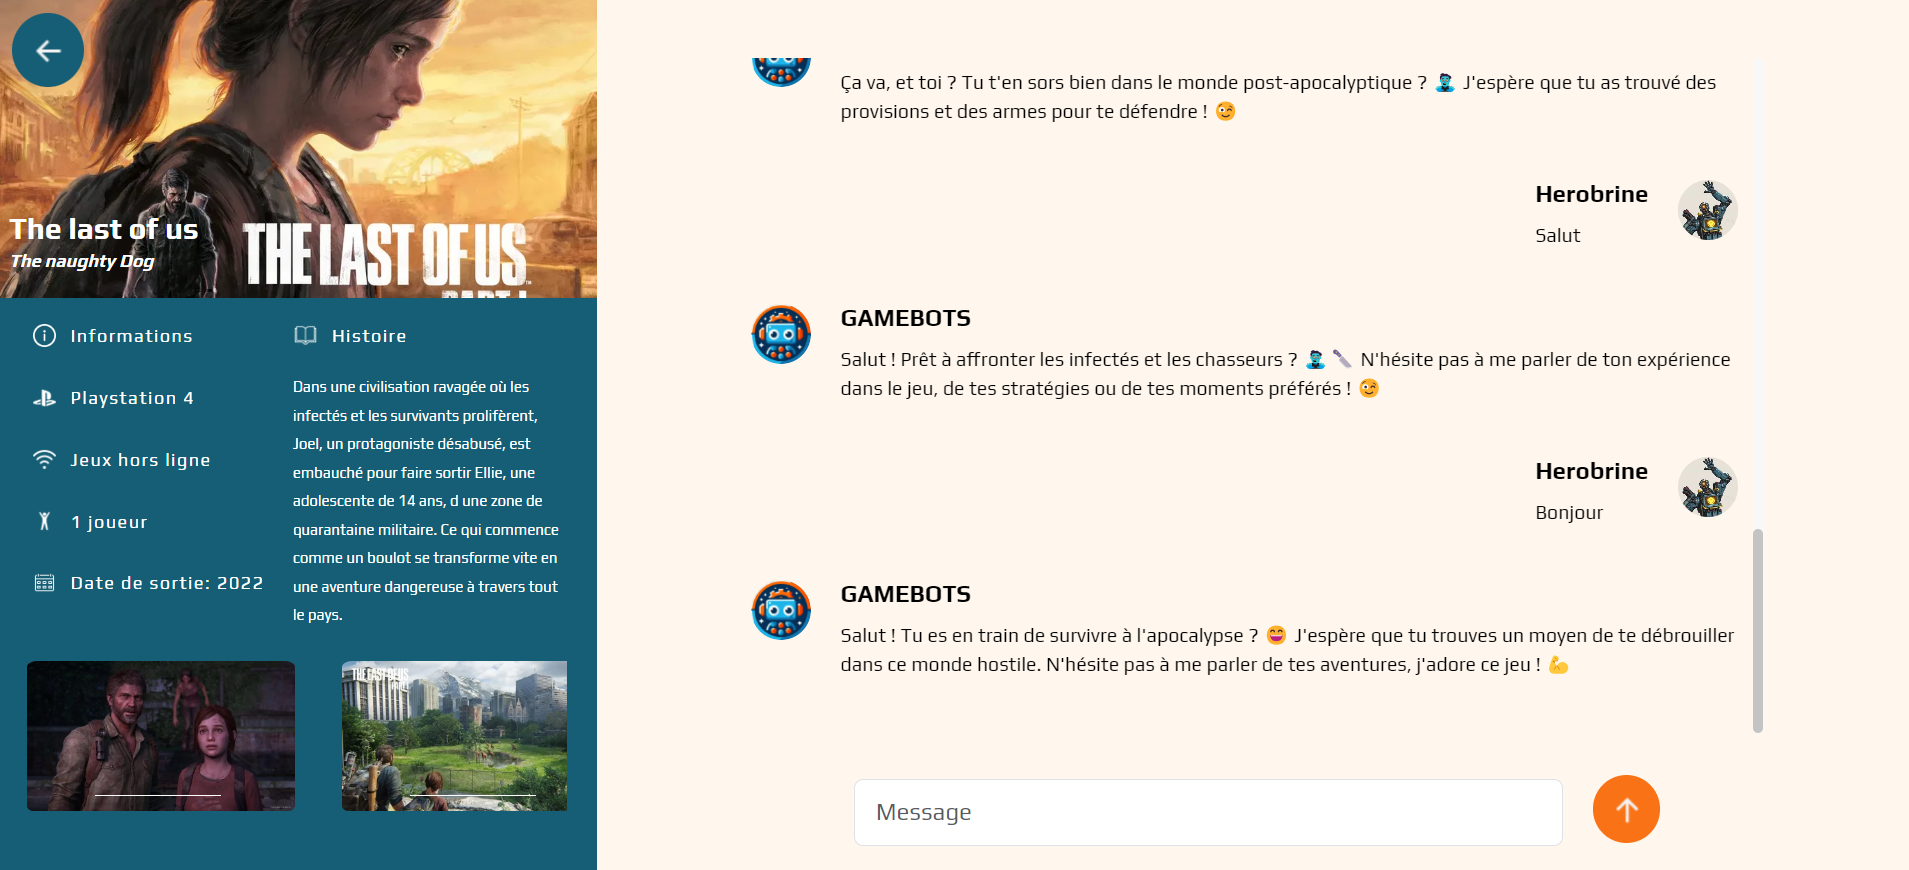 The last of us
The naughty Dog
THE LAST OF US
PART I
Informations
Playstation 4
Jeux hors ligne
1 joueur
Date de sortie: 2022
Histoire
Dans une civilisation ravagée où les
infectés et les survivants prolifèrent,
Joel, un protagoniste désabusé, est
embauché pour faire sortir Ellie, une
adolescente de 14 ans, d une zone de
quarantaine militaire. Ce qui commence
comme un boulot se transforme vite en
une aventure dangereuse à travers tout
le pays.
THE LAST OF US
Ça va, et toi ? Tu t'en sors bien dans le monde post-apocalyptique ? 🧟‍♂️ J'espère que tu as trouvé des
provisions et des armes pour te défendre ! 😉
Herobrine
Salut
GAMEBOTS
Salut ! Prêt à affronter les infectés et les chasseurs ? 🧟‍♂️ 🔪 N'hésite pas à me parler de ton expérience
dans le jeu, de tes stratégies ou de tes moments préférés ! 😉
Herobrine
Bonjour
GAMEBOTS
Salut ! Tu es en train de survivre à l'apocalypse ? 😄 J'espère que tu trouves un moyen de te débrouiller
dans ce monde hostile. N'hésite pas à me parler de tes aventures, j'adore ce jeu ! 💪
Message